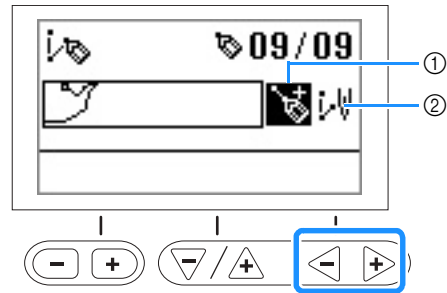 09/09
①
②
- + / - +